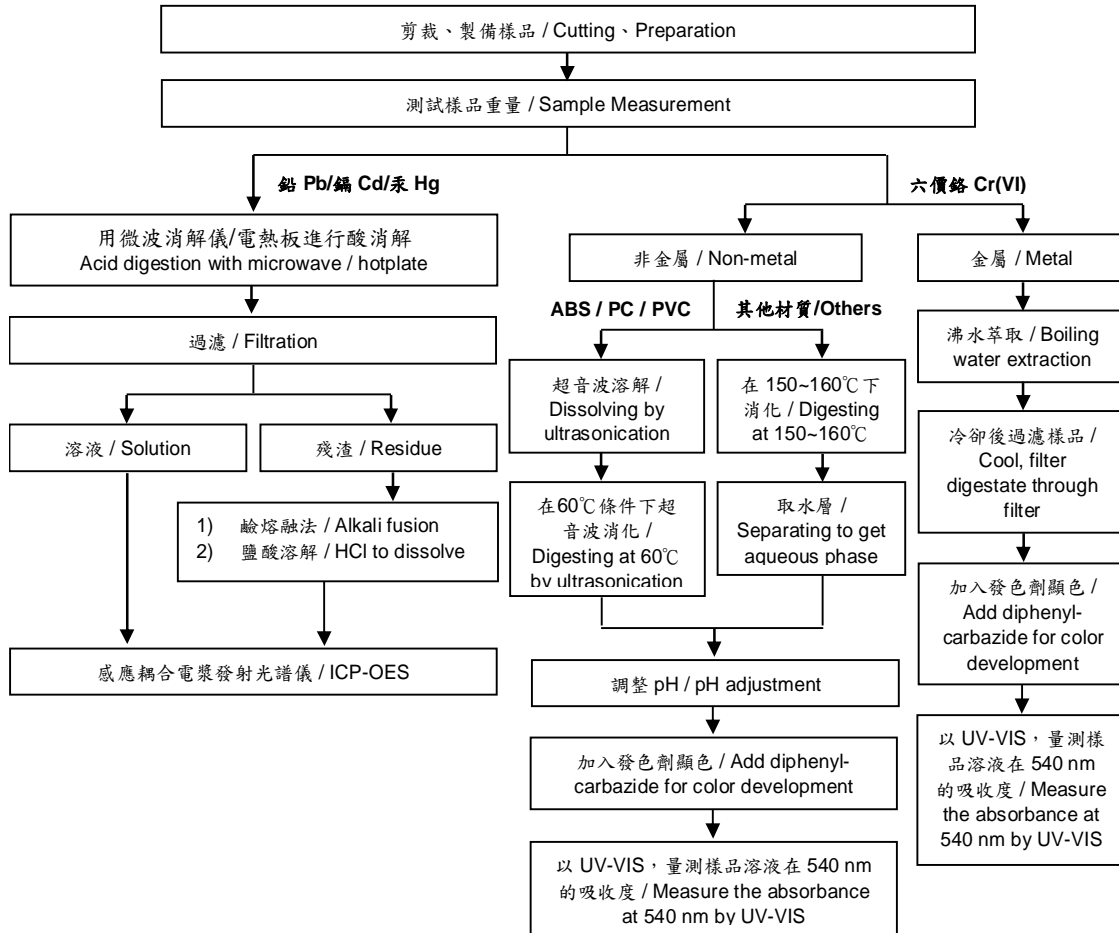 剪裁、製備樣品 / Cutting、Preparation
測試樣品重量 / Sample Measurement
鉛 Pb/鎘 Cd/汞 Hg
六價鉻 Cr(VI)
用微波消解儀/電熱板進行酸消解
Acid digestion with microwave / hotplate
非金屬 / Non-metal
金屬 / Metal
ABS / PC / PVC
其他材質/Others
過濾 / Filtration
沸水萃取 / Boiling
water extraction
超音波溶解 /
Dissolving by
ultrasonication
在 150~160℃下
消化 / Digesting
at 150~160℃
溶液 / Solution
殘渣 / Residue
冷卻後過濾樣品 /
Cool, filter
digestate through
filter
1) 鹼熔融法 / Alkali fusion
2) 鹽酸溶解 / HCl to dissolve
在60℃條件下超
音波消化 /
Digesting at 60℃
by ultrasonication
取水層 /
Separating to get
aqueous phase
加入發色劑顯色 /
Add diphenyl-
carbazide for color
development
感應耦合電漿發射光譜儀 / ICP-OES
調整 pH / pH adjustment
加入發色劑顯色 / Add diphenyl-
carbazide for color development
以 UV-VIS，量測樣
品溶液在 540 nm
的吸收度 / Measure
the absorbance at
540 nm by UV-VIS
以 UV-VIS，量測樣品溶液在 540 nm
的吸收度 / Measure the absorbance
at 540 nm by UV-VIS